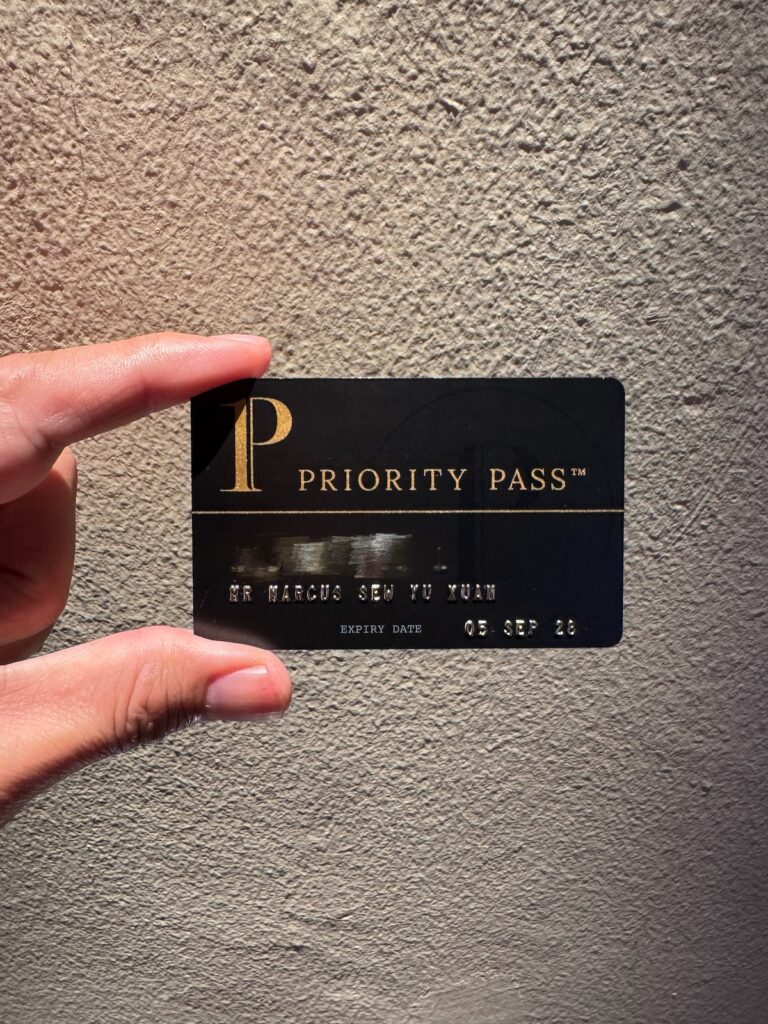 P PRIORITY PASS™
MR MARCUS SEW YU XUAN
EXPIRY DATE 05 SEP 28